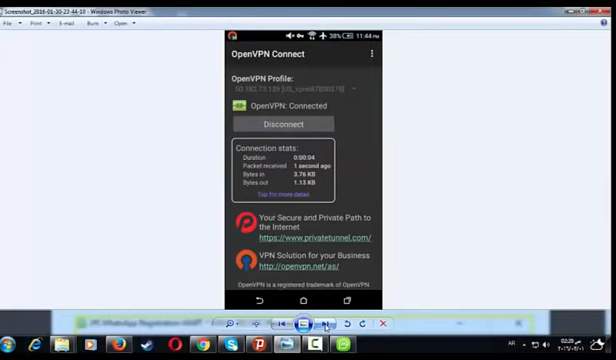 Screenshot_2016-01-30-23-44-10 - Windows Photo Viewer
File
Print
E-mail
Burn
Open
38%
11:44 PM
OpenVPN Connect
OpenVPN Profile:
OpenVPN: Connected
Disconnect
Connection stats:
Duration 0:00:04
Packet received 1 second ago
Bytes in 3.76 KB
Bytes out 1.13 KB
Tap for more detail
Your Secure and Private Path to
the Internet
https://www.privatetunnel.com/
VPN Solution for your Business
http://openvpn.net/as/
OpenVPN is a registered trademark of OpenVPN
AR
02:20 ص